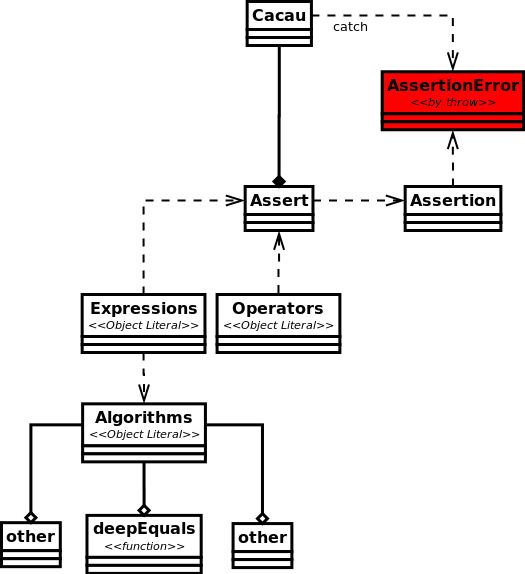 Cacau
catch
AssertionError
<<by throw>>
Assert
Assertion
Expressions
<<Object Literal>>
Operators
<<Object Literal>>
Algorithms
<<Object Literal>>
other
deepEquals
<<function>>
other